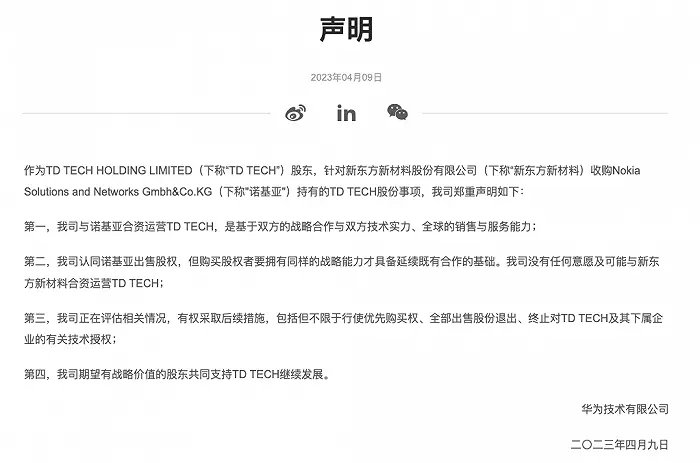 声明
2023年04月09日
in
作为TD TECH HOLDING LIMITED（下称“TD TECH”）股东，针对新东方新材料股份有限公司（下称“新东方新材料）收购Nokia
Solutions and Networks Gmbh&Co.KG（下称"诺基亚"）持有的TD TECH股份事项，我司郑重声明如下：
第一，我司与诺基亚合资运营TD TECH，是基于双方的战略合作与双方技术实力、全球的销售与服务能力；
第二，我司认同诺基亚出售股权，但购买股权者要拥有同样的战略能力才具备延续既有合作的基础。我司没有任何意愿及可能与新东
方新材料合资运营TD TECH；
第三，我司正在评估相关情况，有权采取后续措施，包括但不限于行使优先购买权、全部出售股份退出、终止对TD TECH及其下属企
业的有关技术授权；
第四，我司期望有战略价值的股东共同支持TD TECH继续发展。
华为技术有限公司
二〇二三年四月九日